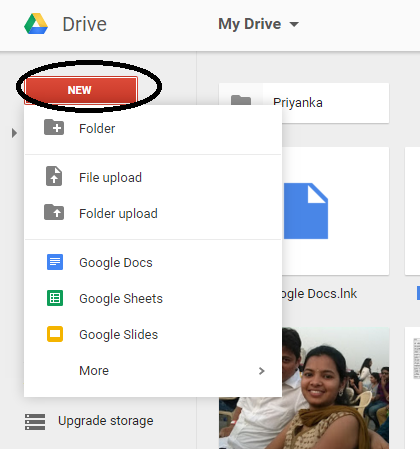 Drive
My Drive
NEW
Priyanka
Folder
File upload
Folder upload
Google Docs
ogle Docs.lnk
Google Sheets
Google Slides
More
Upgrade storage